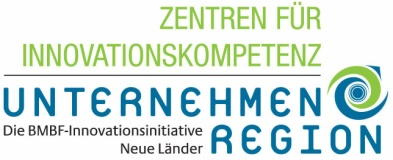 ZENTREN FÜR
INNOVATIONSKOMPETENZ
UNTERNEHMEN
Die BMBF-Innovationsinitiative
Neue Länder
REGION